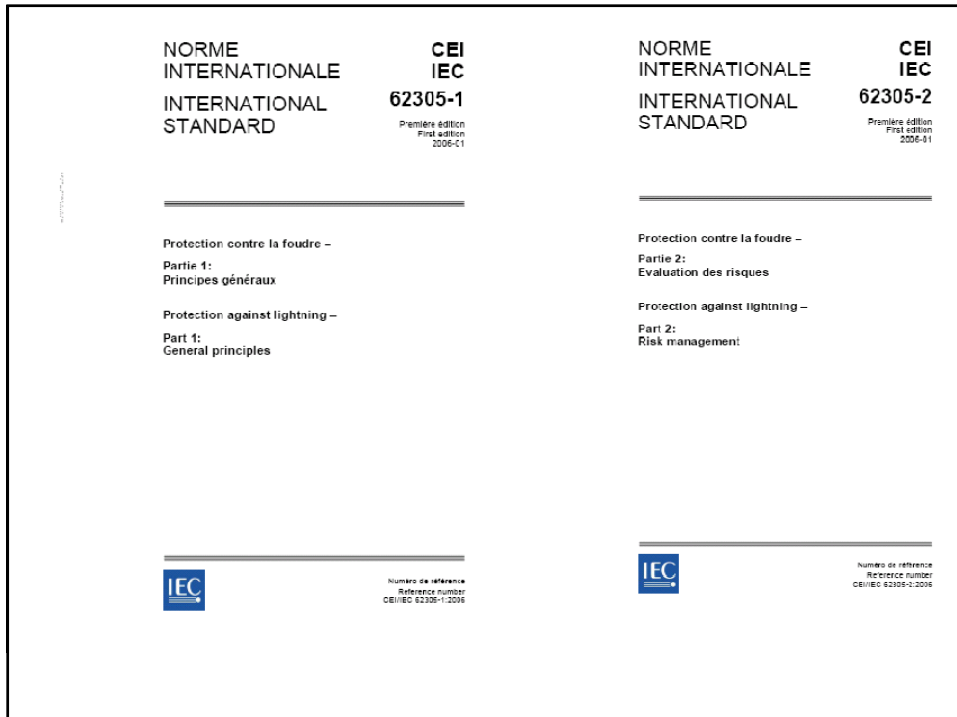 NORME
INTERNATIONALE
CEI
IEC
INTERNATIONAL
STANDARD
62305-1
Première édition
First edition
2006-01
Protection contre la foudre –
Partie 1:
Principes généraux
Protection against lightning –
Part 1:
General principles
IEC
Numéro de référence
Reference number
CEI/IEC 62305-1:2006
NORME
INTERNATIONALE
CEI
IEC
INTERNATIONAL
STANDARD
62305-2
Première édition
First edition
2006-01
Protection contre la foudre –
Partie 2:
Evaluation des risques
Protection against lightning –
Part 2:
Risk management
IEC
Numéro de référence
Reference number
CEI/IEC 62305-2:2006